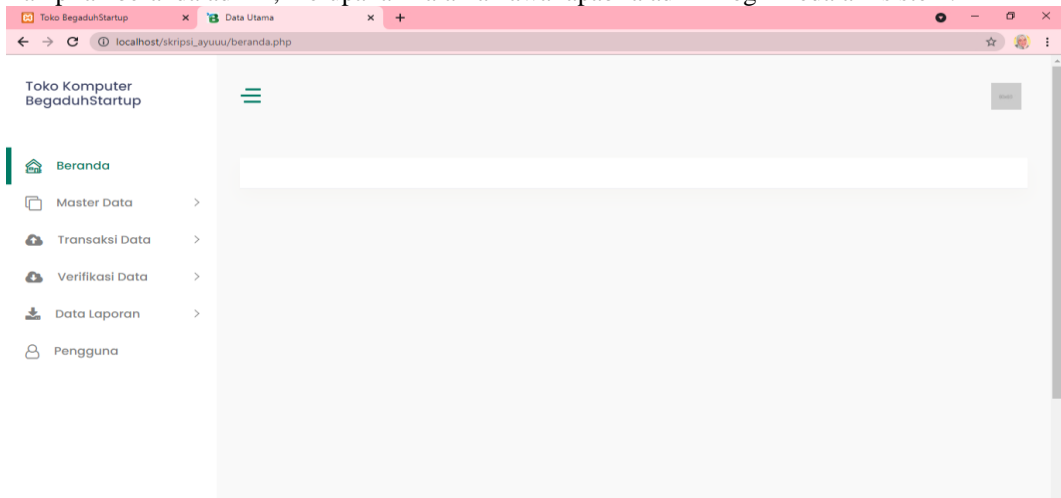 Toko BegaduhStartup
Data Utama
localhost/skripsi_ayuuu/beranda.php
Toko Komputer
BegaduhStartup
Beranda
Master Data
Transaksi Data
Verifikasi Data
Data Laporan
Pengguna